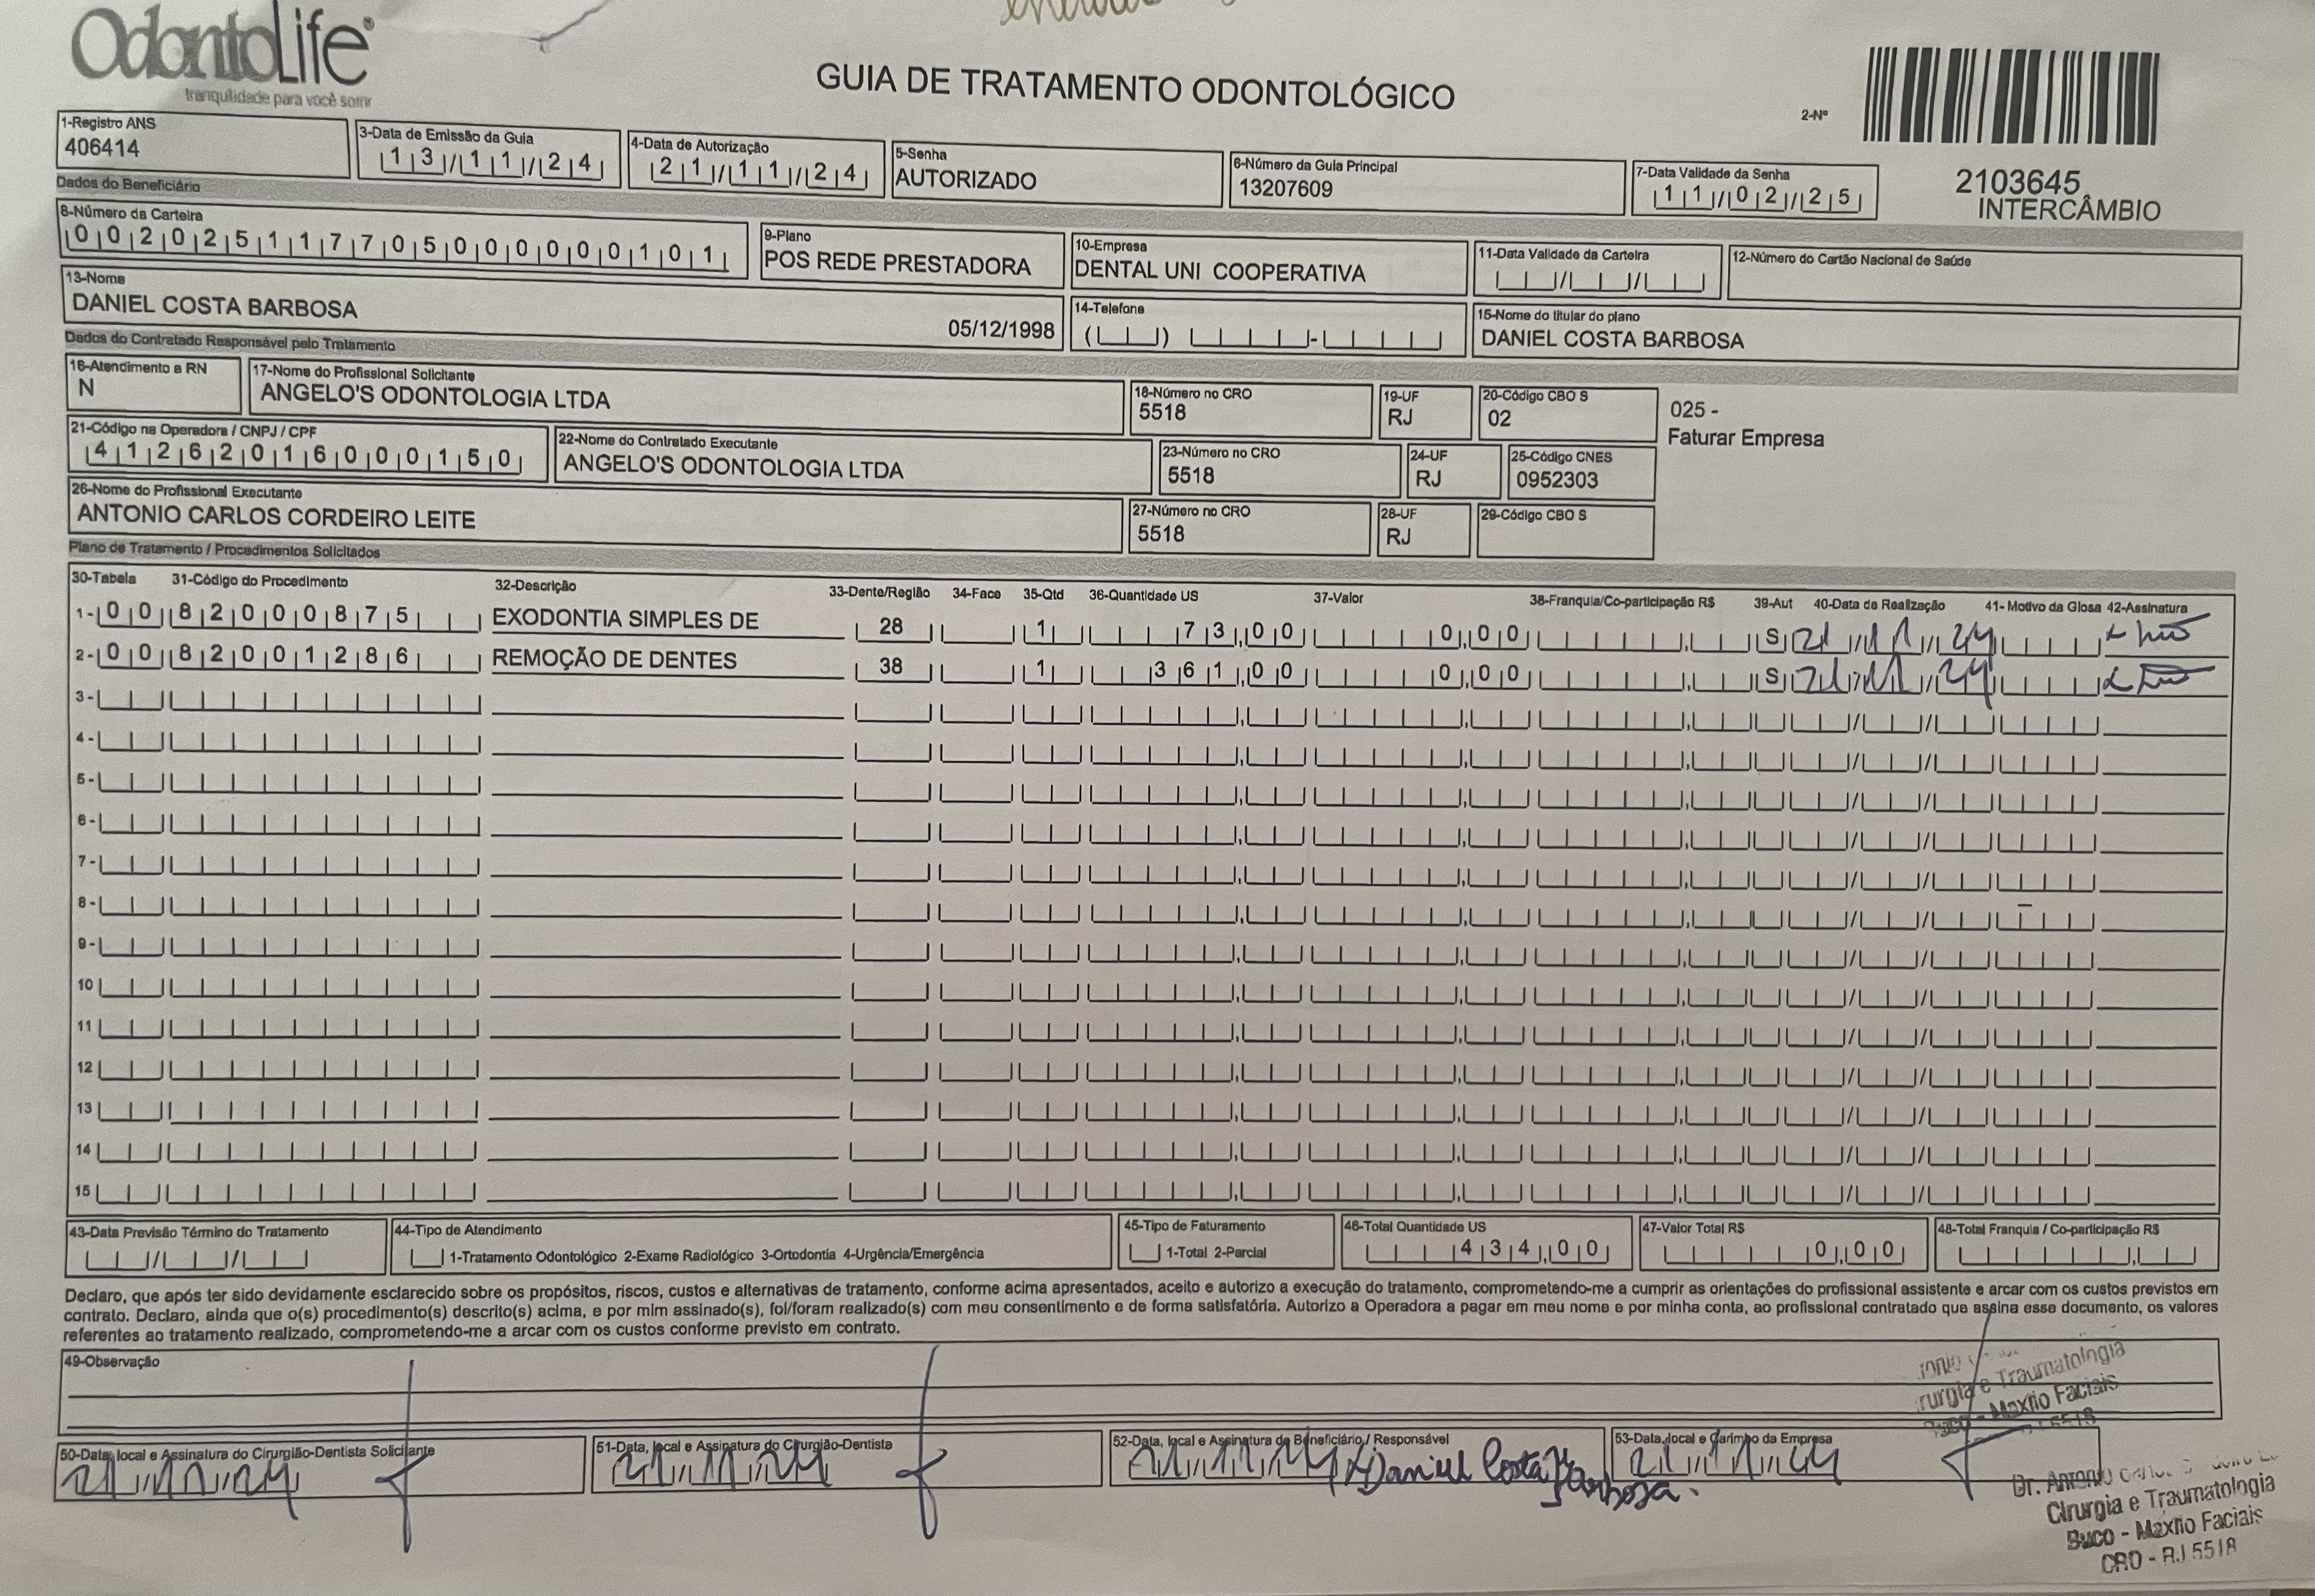 OdontoLife®
tranquilidade para você sorrir
GUIA DE TRATAMENTO ODONTOLÓGICO
2-Nº
2103645
INTERCÂMBIO
1-Registro ANS
406414
3-Data de Emissão da Guia
13/11/24
4-Data de Autorização
21/11/24
5-Senha
AUTORIZADO
6-Número da Guia Principal
13207609
7-Data Validade da Senha
11/02/25
Dados do Beneficiário
8-Número da Carteira
00202511770500000101
9-Plano
POS REDE PRESTADORA
10-Empresa
DENTAL UNI COOPERATIVA
11-Data Validade da Carteira
12-Número do Cartão Nacional de Saúde
13-Nome
DANIEL COSTA BARBOSA 05/12/1998
14-Telefone
15-Nome do titular do plano
DANIEL COSTA BARBOSA
Dados do Contratado Responsável pelo Tratamento
16-Atendimento a RN
N
17-Nome do Profissional Solicitante
ANGELO'S ODONTOLOGIA LTDA
18-Número no CRO
5518
19-UF
RJ
20-Código CBO S
02
025 -
Faturar Empresa
21-Código na Operadora / CNPJ / CPF
41262016000150
22-Nome do Contratado Executante
ANGELO'S ODONTOLOGIA LTDA
23-Número no CRO
5518
24-UF
RJ
25-Código CNES
0952303
26-Nome do Profissional Executante
ANTONIO CARLOS CORDEIRO LEITE
27-Número no CRO
5518
28-UF
RJ
29-Código CBO S
Plano de Tratamento / Procedimentos Solicitados
30-Tabela 31-Código do Procedimento 32-Descrição 33-Dente/Região 34-Face 35-Qtd 36-Quantidade US 37-Valor 38-Franquia/Co-participação R$ 39-Aut 40-Data de Realização 41- Motivo da Glosa 42-Assinatura
1- 00 82000875 EXODONTIA SIMPLES DE 28 1 73,00 0,00 S 21/11/24
2- 00 82001286 REMOÇÃO DE DENTES 38 1 361,00 0,00 S 21/11/24
3-
4-
5-
6-
7-
8-
9-
10
11
12
13
14
15
43-Data Previsão Término do Tratamento
44-Tipo de Atendimento
1-Tratamento Odontológico 2-Exame Radiológico 3-Ortodontia 4-Urgência/Emergência
45-Tipo de Faturamento
1-Total 2-Parcial
46-Total Quantidade US
434,00
47-Valor Total R$
0,00
48-Total Franquia / Co-participação R$
Declaro, que após ter sido devidamente esclarecido sobre os propósitos, riscos, custos e alternativas de tratamento, conforme acima apresentados, aceito e autorizo a execução do tratamento, comprometendo-me a cumprir as orientações do profissional assistente e arcar com os custos previstos em
contrato. Declaro, ainda que o(s) procedimento(s) descrito(s) acima, e por mim assinado(s), foi/foram realizado(s) com meu consentimento e de forma satisfatória. Autorizo a Operadora a pagar em meu nome e por minha conta, ao profissional contratado que assina esse documento, os valores
referentes ao tratamento realizado, comprometendo-me a arcar com os custos conforme previsto em contrato.
49-Observação
e Traumatologia
Buco - Maxilo Faciais
50-Data, local e Assinatura do Cirurgião-Dentista Solicitante
21/11/24
51-Data, local e Assinatura do Cirurgião-Dentista
21/11/24
52-Data, local e Assinatura do Beneficiário / Responsável
21/11/24 Daniel Costa
Barbosa.
53-Data, local e Carimbo da Empresa
21/11/24
Dr. Antonio
Cirurgia e Traumatologia
Buco - Maxilo Faciais
CRO - RJ 5518